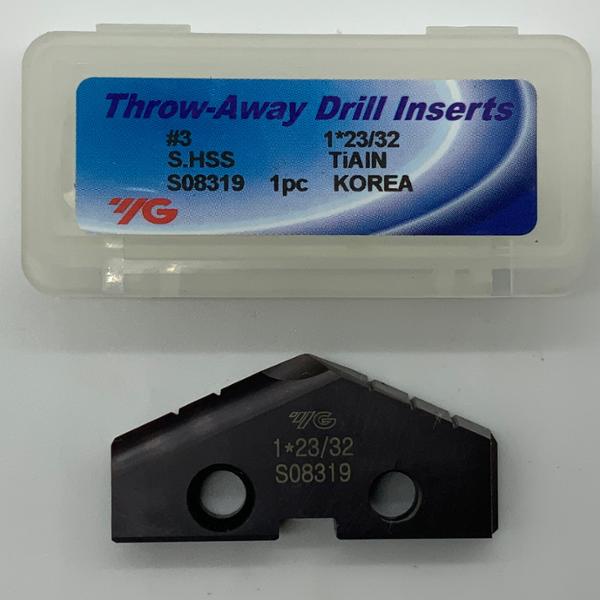 Throw-Away Drill Inserts
#3 1*23/32
S.HSS TiAIN
S08319 1pc KOREA
YG
YG
1*23/32
S08319